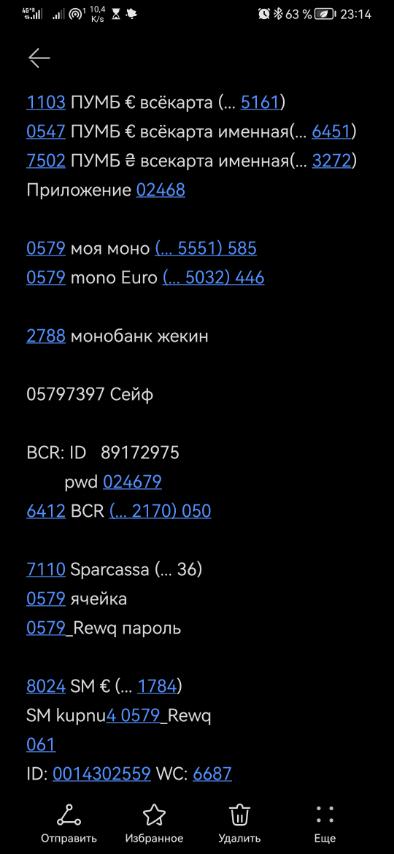 10,4 K/s 63 % 23:14
1103 ПУМБ € всёкарта (... 5161)
0547 ПУМБ € всёкарта именная(... 6451)
7502 ПУМБ ₴ всекарта именная(... 3272)
Приложение 02468
0579 моя моно (... 5551) 585
0579 mono Euro (... 5032) 446
2788 монобанк жекин
05797397 Сейф
BCR: ID 89172975
pwd 024679
6412 BCR (... 2170) 050
7110 Sparcassa (... 36)
0579 ячейка
0579_Rewq пароль
8024 SM € (... 1784)
SM kupnu4 0579_Rewq
061
ID: 0014302559 WC: 6687
Отправить Избранное Удалить Еще